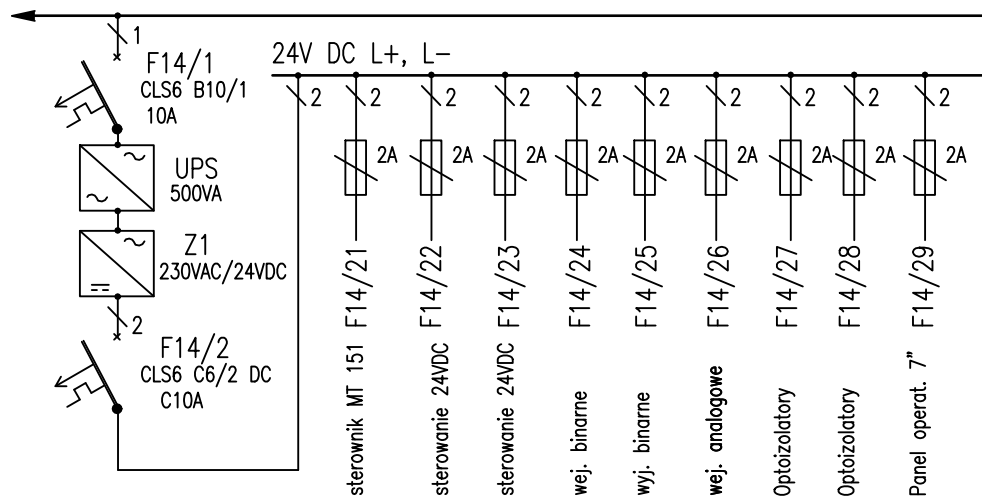 1
F14/1
CLS6 B10/1
10A
UPS
500VA
Z1
230VAC/24VDC
2
F14/2
CLS6 C6/2 DC
C10A
24V DC L+, L-
2
2
2
2
2
2
2
2
2
2
2A
2A
2A
2A
2A
2A
2A
2A
2A
F14/21
F14/22
F14/23
F14/24
F14/25
F14/26
F14/27
F14/28
F14/29
sterownik MT 151
sterowanie 24VDC
sterowanie 24VDC
wej. binarne
wyj. binarne
wej. analogowe
Optoizolatory
Optoizolatory
Panel operat. 7"